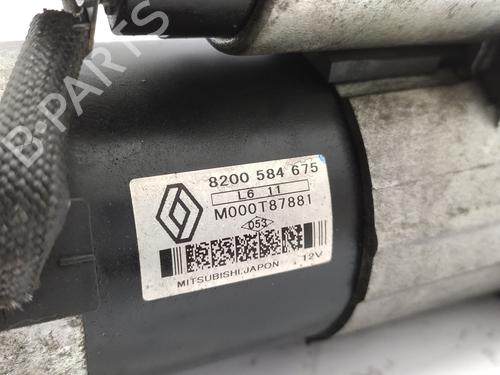 B-PARTS
8200 584 675
L6 11
M000T87881
053
MITSUBISHI.JAPON 12V